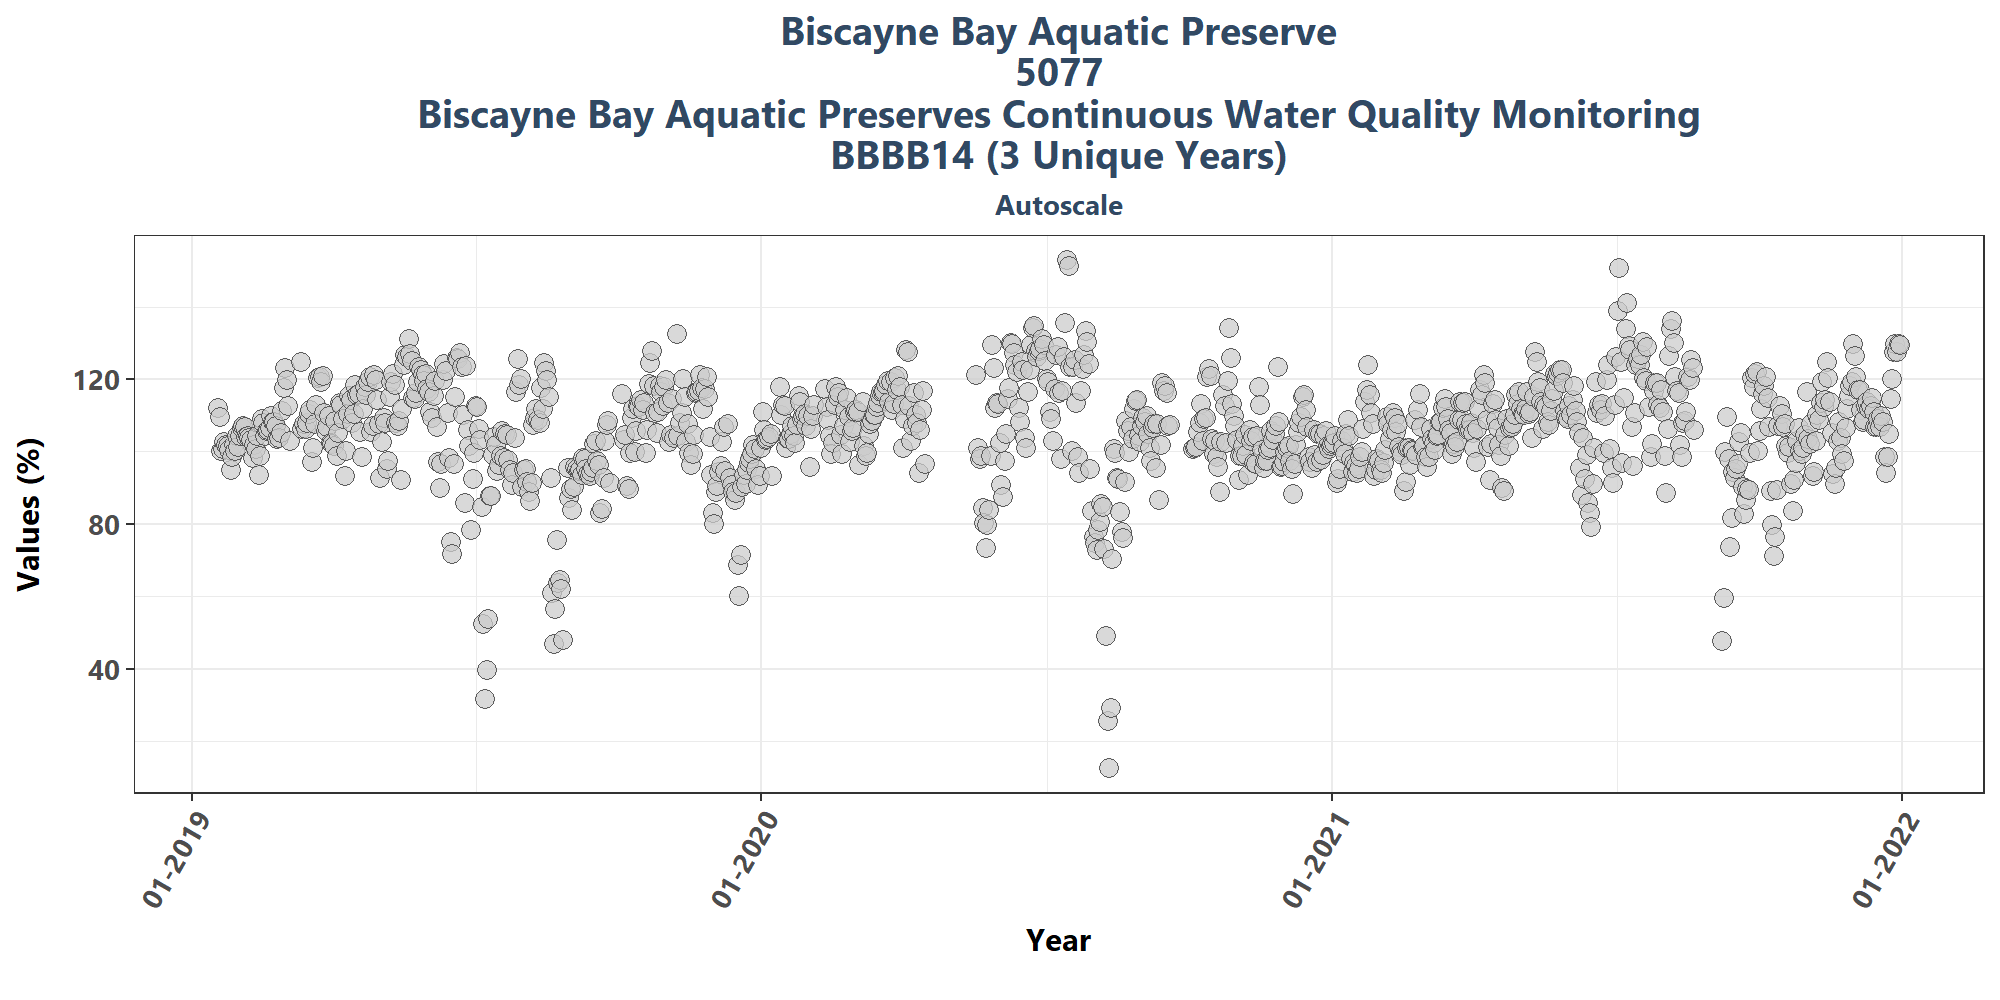 Biscayne Bay Aquatic Preserve
5077
Biscayne Bay Aquatic Preserves Continuous Water Quality Monitoring
BBBB14 (3 Unique Years)
Autoscale
Values (%)
120
80
40
01-2019
01-2020
01-2021
01-2022
Year